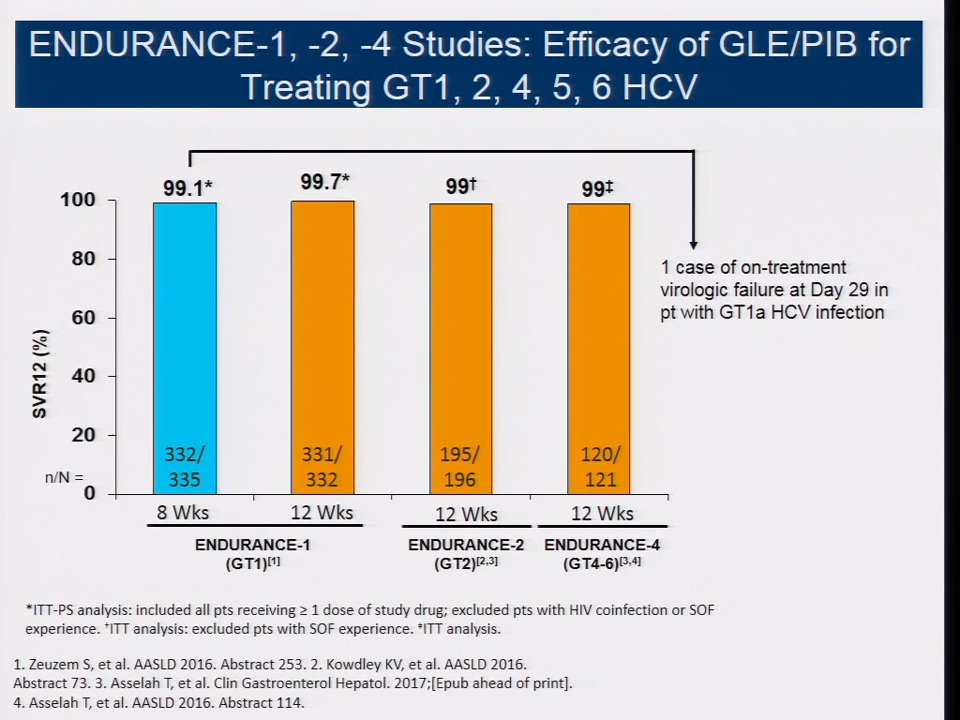 ENDURANCE-1, -2, -4 Studies: Efficacy of GLE/PIB for
Treating GT1, 2, 4, 5, 6 HCV
99.1*
99.7*
99†
99‡
100
80
60
40
20
0
SVR12 (%)
n/N =
332/
335
331/
332
195/
196
120/
121
1 case of on-treatment
virologic failure at Day 29 in
pt with GT1a HCV infection
8 Wks
12 Wks
12 Wks
12 Wks
ENDURANCE-1
(GT1)[1]
ENDURANCE-2
(GT2)[2,3]
ENDURANCE-4
(GT4-6)[3,4]
*ITT-PS analysis: included all pts receiving ≥ 1 dose of study drug; excluded pts with HIV coinfection or SOF
experience. †ITT analysis: excluded pts with SOF experience. ‡ITT analysis.
1. Zeuzem S, et al. AASLD 2016. Abstract 253. 2. Kowdley KV, et al. AASLD 2016.
Abstract 73. 3. Asselah T, et al. Clin Gastroenterol Hepatol. 2017;[Epub ahead of print].
4. Asselah T, et al. AASLD 2016. Abstract 114.